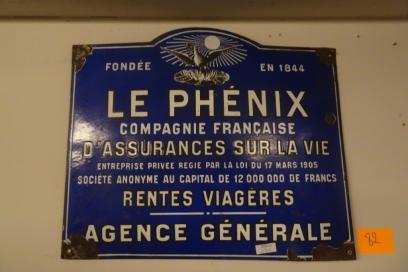 FONDÉE EN 1844
LE PHÉNIX
COMPAGNIE FRANÇAISE
D'ASSURANCES SUR LA VIE
ENTREPRISE PRIVÉE RÉGIE PAR LA LOI DU 17 MARS 1905
SOCIÉTÉ ANONYME AU CAPITAL DE 12 000 000 DE FRANCS
RENTES VIAGÈRES
AGENCE GÉNÉRALE
82